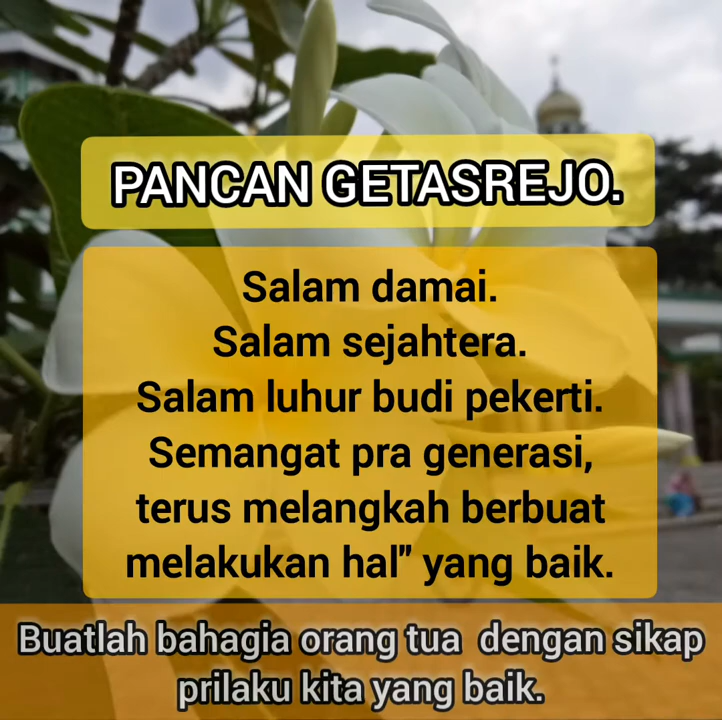 PANCAN GETASREJO.
Salam damai.
Salam sejahtera.
Salam luhur budi pekerti.
Semangat pra generasi,
terus melangkah berbuat
melakukan hal" yang baik.
Buatlah bahagia orang tua dengan sikap
prilaku kita yang baik.